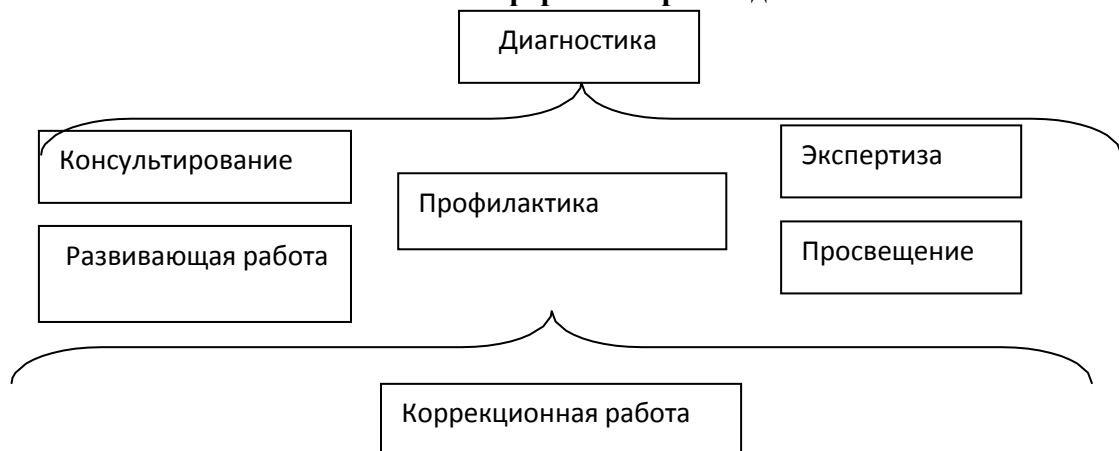 Диагностика
Консультирование
Экспертиза
Профилактика
Развивающая работа
Просвещение
Коррекционная работа